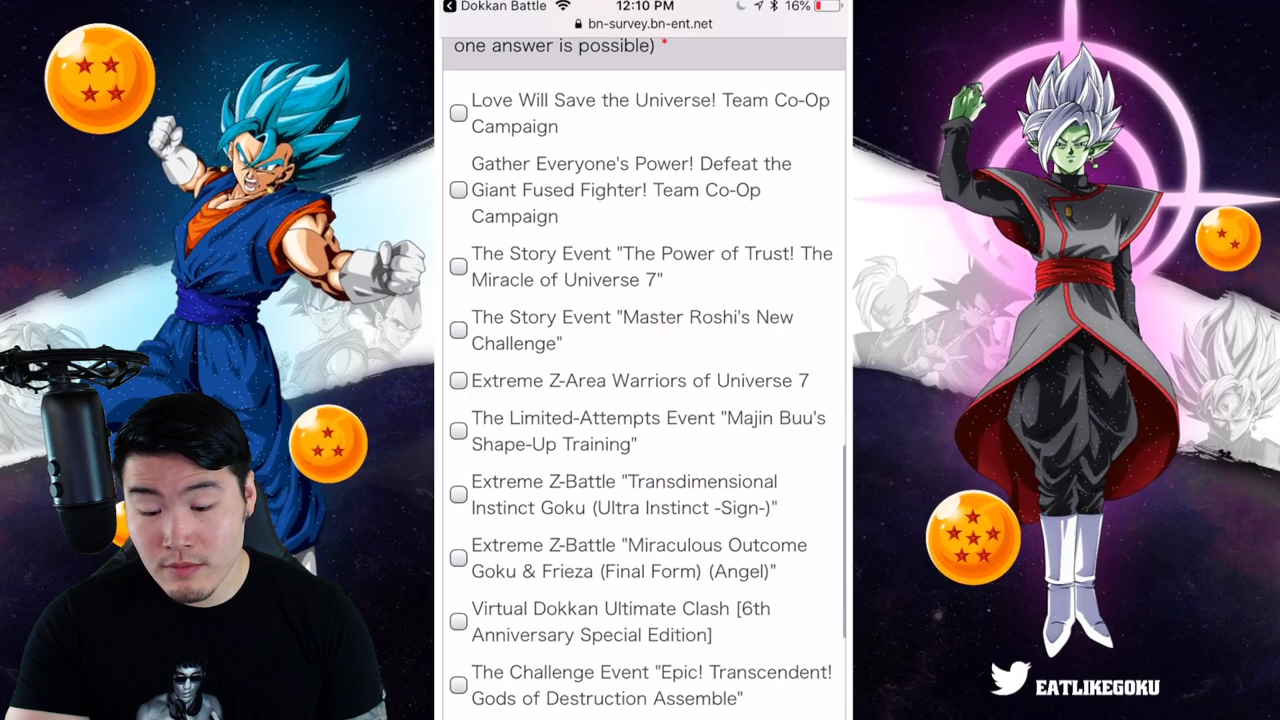 Dokkan Battle 12:10 PM 16%
bn-survey.bn-ent.net
one answer is possible) *
Love Will Save the Universe! Team Co-Op
Campaign
Gather Everyone's Power! Defeat the
Giant Fused Fighter! Team Co-Op
Campaign
The Story Event "The Power of Trust! The
Miracle of Universe 7"
The Story Event "Master Roshi's New
Challenge"
Extreme Z-Area Warriors of Universe 7
The Limited-Attempts Event "Majin Buu's
Shape-Up Training"
Extreme Z-Battle "Transdimensional
Instinct Goku (Ultra Instinct -Sign-)"
Extreme Z-Battle "Miraculous Outcome
Goku & Frieza (Final Form) (Angel)"
Virtual Dokkan Ultimate Clash [6th
Anniversary Special Edition]
The Challenge Event "Epic! Transcendent!
Gods of Destruction Assemble"
EATLIKEGOKU